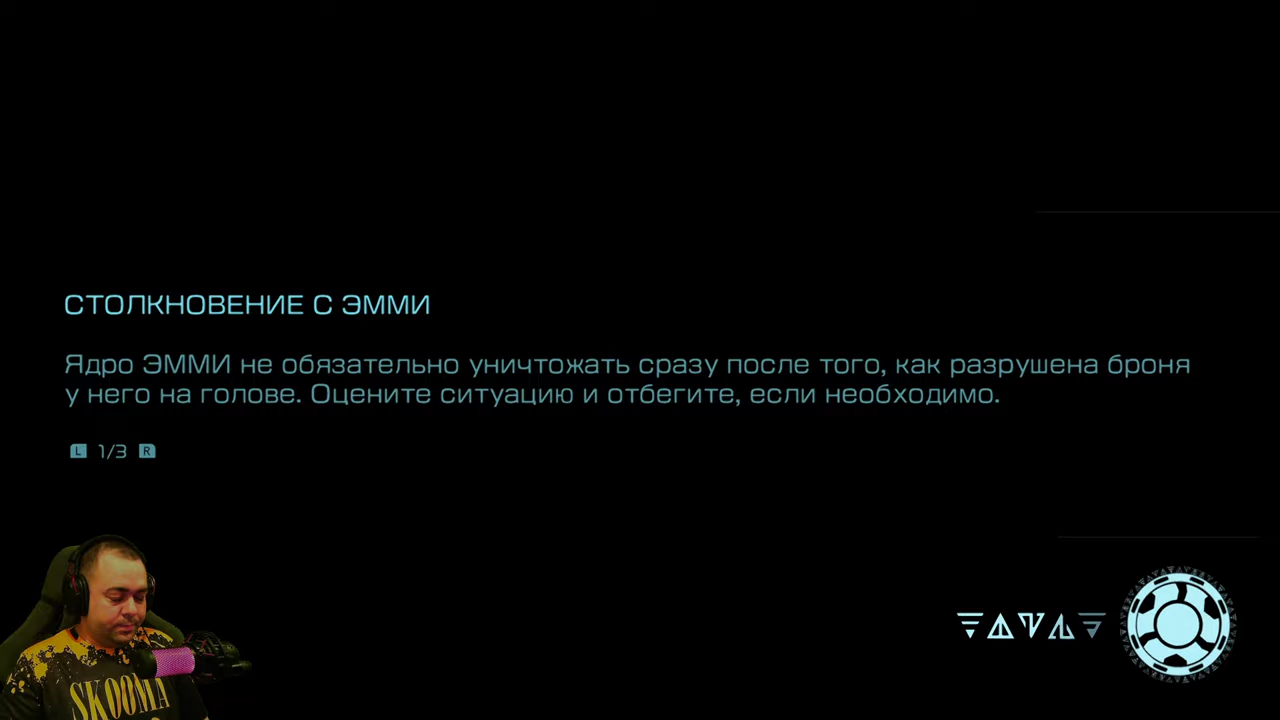 СТОЛКНОВЕНИЕ С ЭММИ
Ядро ЭММИ не обязательно уничтожать сразу после того, как разрушена броня
у него на голове. Оцените ситуацию и отбегите, если необходимо.
L 1/3 R
SKOOMA